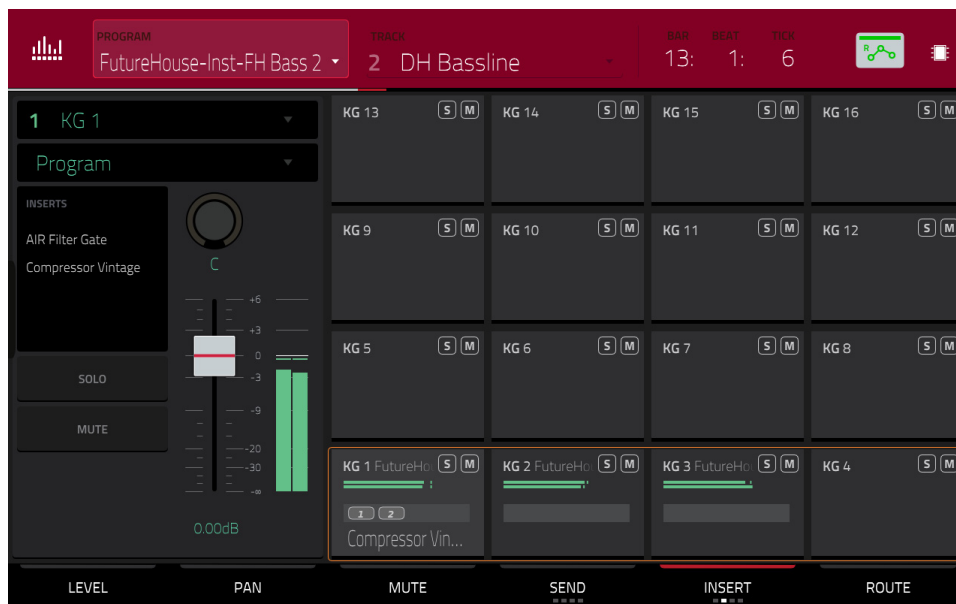 PROGRAM
FutureHouse-Inst-FH Bass 2
TRACK
2 DH Bassline
BAR BEAT TICK
13: 1: 6
R
1 KG 1
Program
INSERTS
AIR Filter Gate
Compressor Vintage
C
+6
+3
0
-3
-9
-20
-30
-∞
0.00dB
SOLO
MUTE
KG 13 S M
KG 14 S M
KG 15 S M
KG 16 S M
KG 9 S M
KG 10 S M
KG 11 S M
KG 12 S M
KG 5 S M
KG 6 S M
KG 7 S M
KG 8 S M
KG 1 FutureHo S M
1 2
Compressor Vin...
KG 2 FutureHo S M
KG 3 FutureHo S M
KG 4 S M
LEVEL PAN MUTE SEND INSERT ROUTE